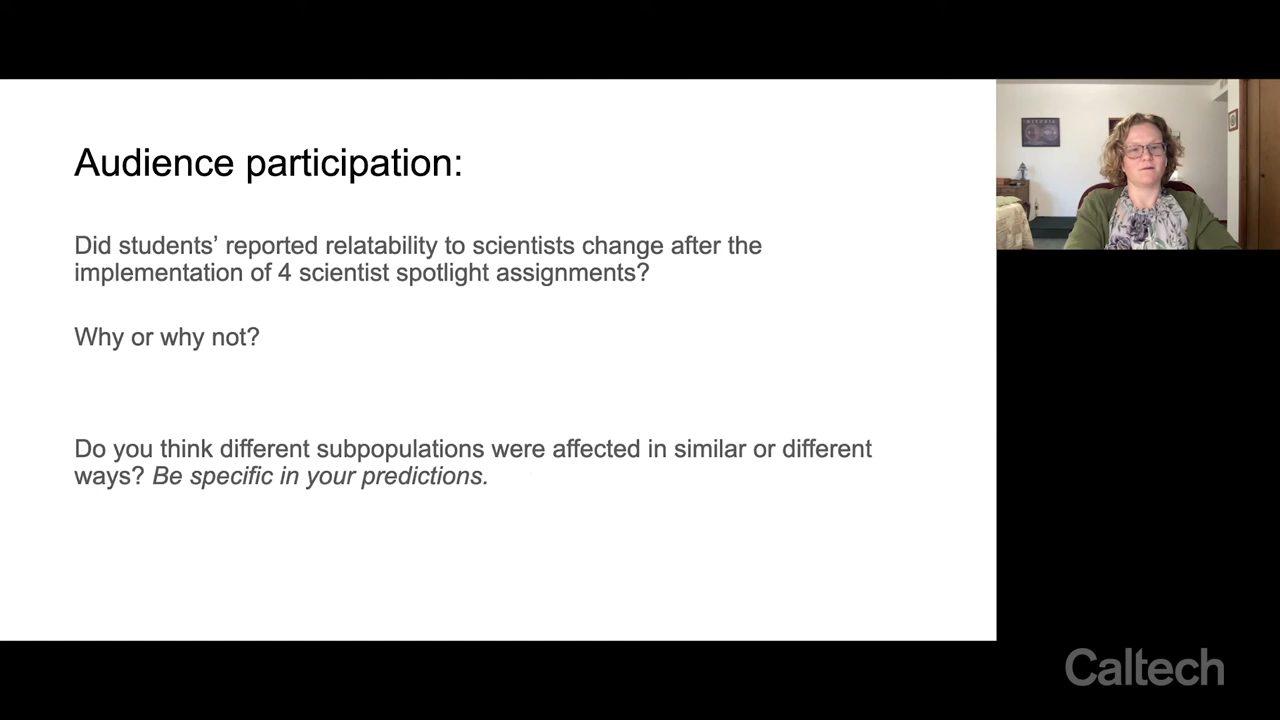 Audience participation:
Did students’ reported relatability to scientists change after the
implementation of 4 scientist spotlight assignments?
Why or why not?
Do you think different subpopulations were affected in similar or different
ways? Be specific in your predictions.
Caltech